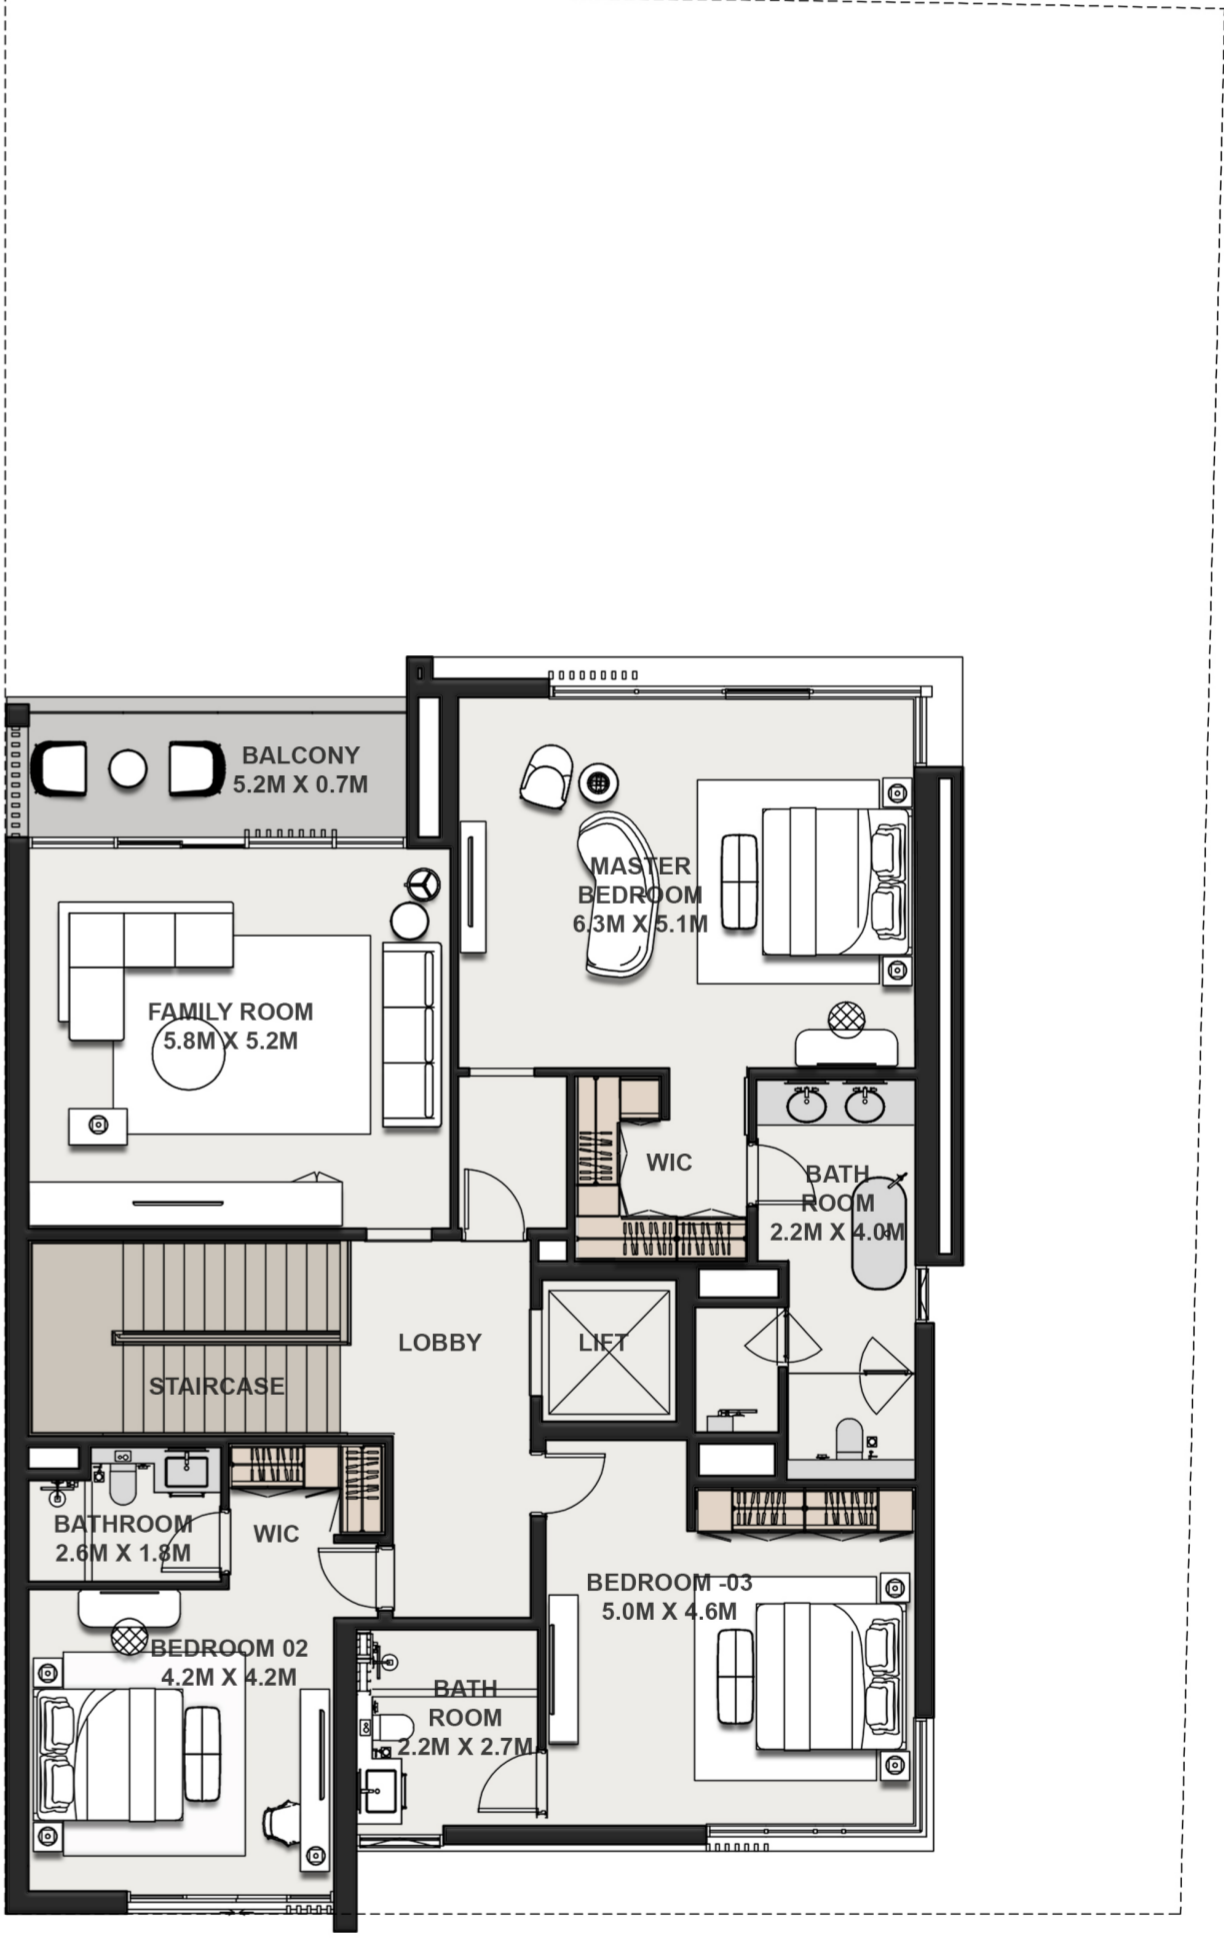 BALCONY
5.2M X 0.7M
MASTER
BEDROOM
6.3M X 5.1M
FAMILY ROOM
5.8M X 5.2M
WIC
BATH
ROOM
2.2M X 4.0M
LOBBY
LIFT
STAIRCASE
BATHROOM
2.6M X 1.8M
WIC
BEDROOM -03
5.0M X 4.6M
BEDROOM 02
4.2M X 4.2M
BATH
ROOM
2.2M X 2.7M